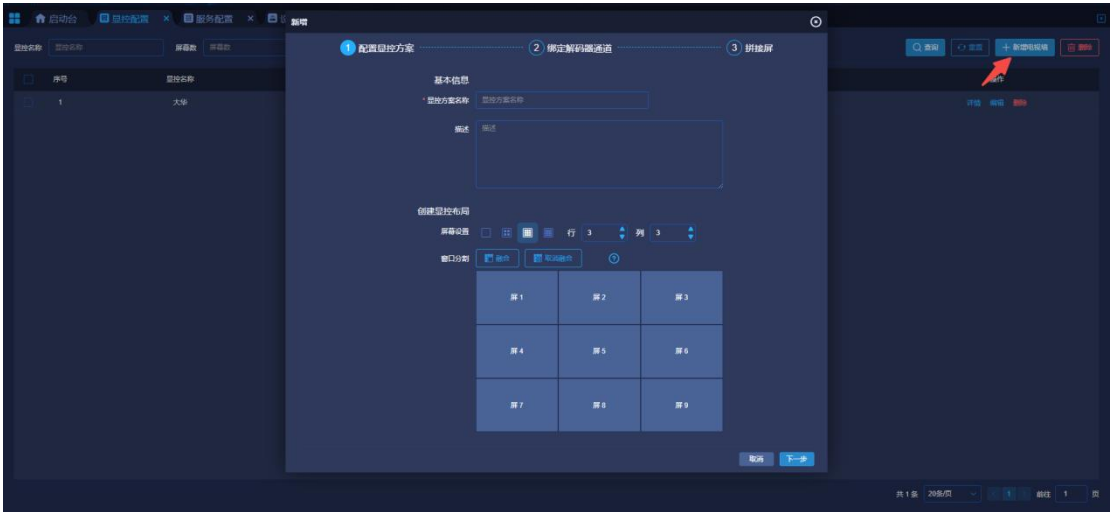 启动台 显控配置 × 服务配置 ×
新增
显控名称 显控名称 屏幕数 屏幕数
查询 重置 + 新增电视墙 删除
1 配置显控方案 2 绑定解码器通道 3 拼接屏
序号 显控名称 操作
1 大华 详情 编辑 删除
基本信息
* 显控方案名称 显控方案名称
描述 描述
创建显控布局
屏幕设置 行 3 列 3
窗口分割 融合 取消融合
屏 1 屏 2 屏 3
屏 4 屏 5 屏 6
屏 7 屏 8 屏 9
取消 下一步
共 1 条 20条/页 1 前往 1 页